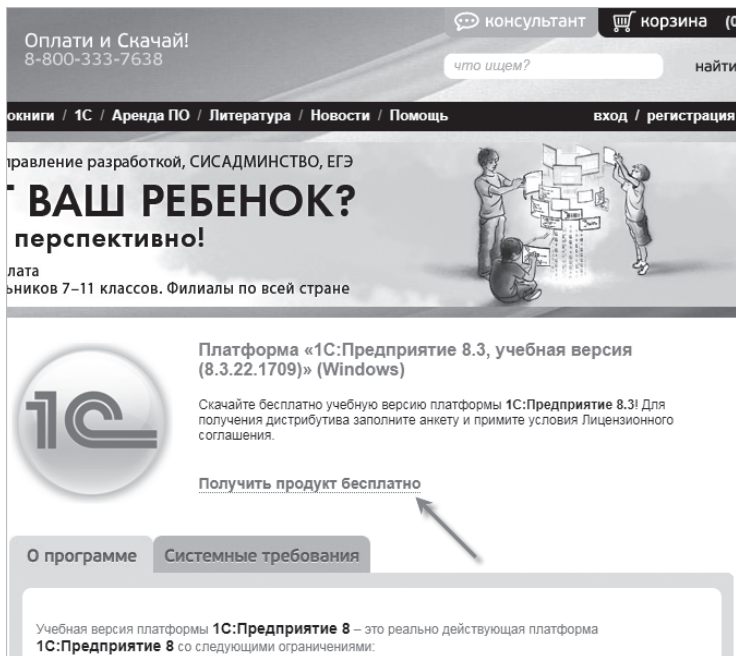 Оплати и Скачай!
8-800-333-7638
консультант
корзина (0
что ищем?
найти
окниги / 1С / Аренда ПО / Литература / Новости / Помощь
вход / регистрация
правление разработкой, СИСАДМИНСТВО, ЕГЭ
ВАШ РЕБЕНОК?
перспективно!
лата
ьников 7–11 классов. Филиалы по всей стране
1С
Платформа «1С:Предприятие 8.3, учебная версия
(8.3.22.1709)» (Windows)
Скачайте бесплатно учебную версию платформы 1С:Предприятие 8.3! Для
получения дистрибутива заполните анкету и примите условия Лицензионного
соглашения.
Получить продукт бесплатно
О программе
Системные требования
Учебная версия платформы 1С:Предприятие 8 – это реально действующая платформа
1С:Предприятие 8 со следующими ограничениями: